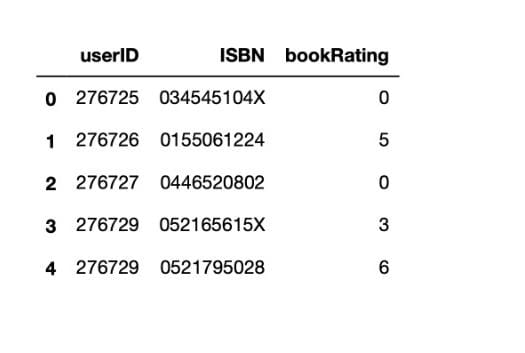 userID ISBN bookRating
0 276725 034545104X 0
1 276726 0155061224 5
2 276727 0446520802 0
3 276729 052165615X 3
4 276729 0521795028 6